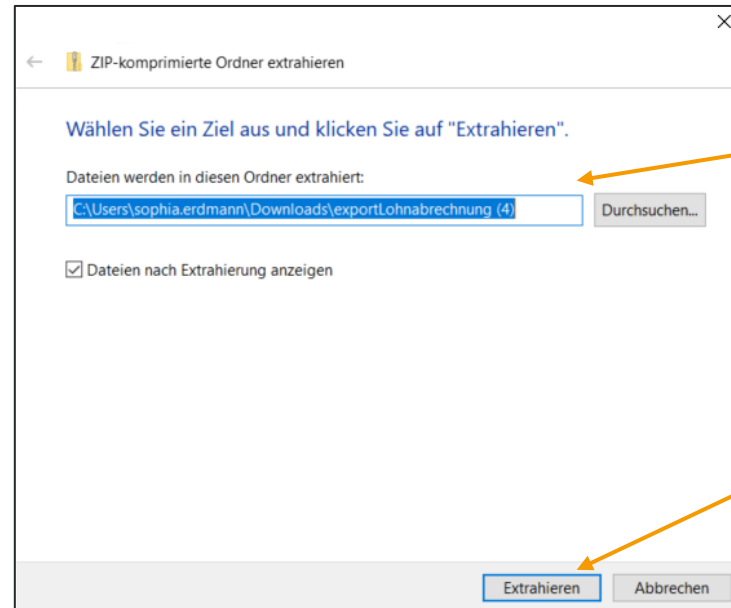 ZIP-komprimierte Ordner extrahieren
Wählen Sie ein Ziel aus und klicken Sie auf "Extrahieren".
Dateien werden in diesen Ordner extrahiert:
C:\Users\sophia.erdmann\Downloads\exportLohnabrechnung (4)
Durchsuchen...
Dateien nach Extrahierung anzeigen
Extrahieren
Abbrechen